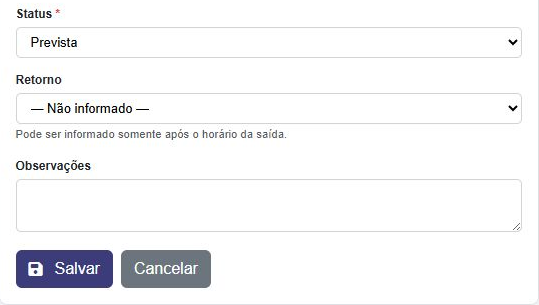 Status *
Prevista
Retorno
— Não informado —
Pode ser informado somente após o horário da saída.
Observações
Salvar Cancelar